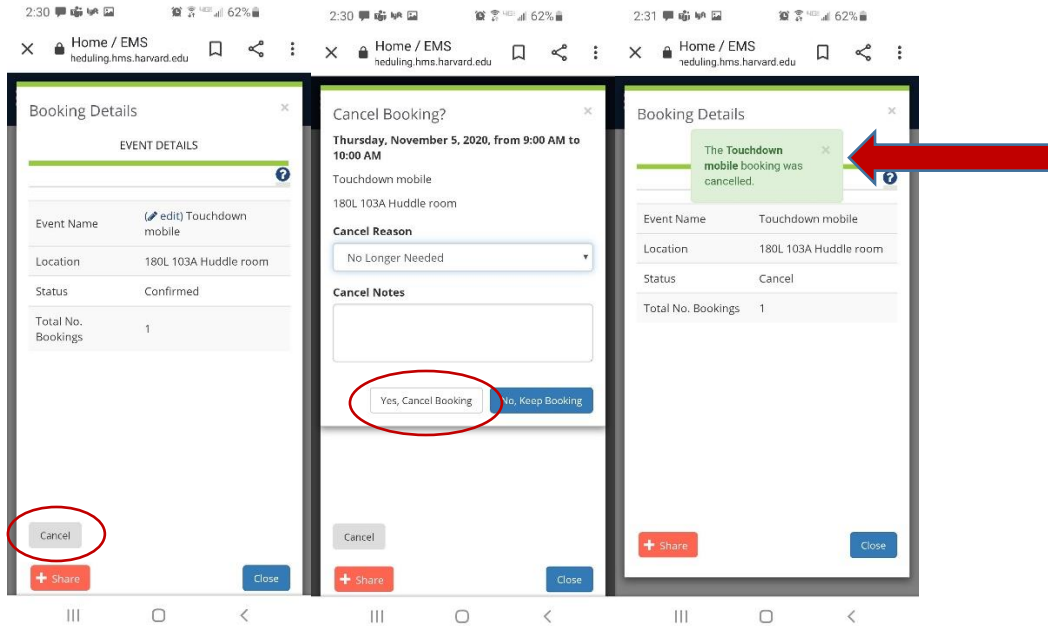 2:30 62%
Home / EMS
heduling.hms.harvard.edu
Booking Details ×
EVENT DETAILS
?
Event Name
(edit) Touchdown
mobile
Location 180L 103A Huddle room
Status Confirmed
Total No.
Bookings
1
Cancel
+ Share Close
2:30 62%
Home / EMS
heduling.hms.harvard.edu
Cancel Booking? ×
Thursday, November 5, 2020, from 9:00 AM to
10:00 AM
Touchdown mobile
180L 103A Huddle room
Cancel Reason
No Longer Needed
Cancel Notes
Yes, Cancel Booking No, Keep Booking
Cancel
+ Share Close
2:31 62%
Home / EMS
heduling.hms.harvard.edu
Booking Details ×
The Touchdown ×
mobile booking was
cancelled.
?
Event Name Touchdown mobile
Location 180L 103A Huddle room
Status Cancel
Total No. Bookings 1
+ Share Close